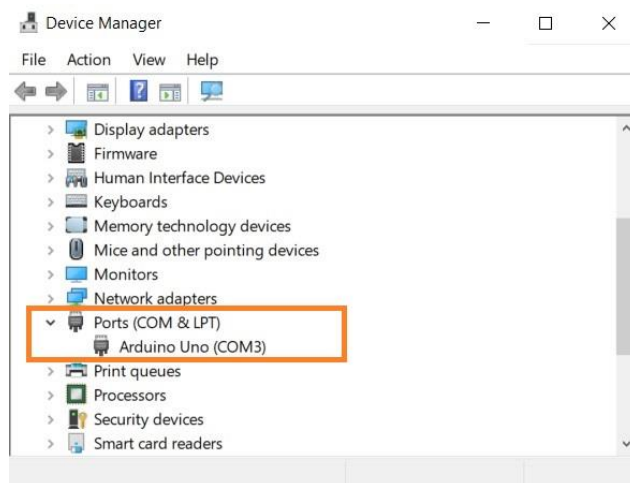 Device Manager
File Action View Help
Display adapters
Firmware
Human Interface Devices
Keyboards
Memory technology devices
Mice and other pointing devices
Monitors
Network adapters
Ports (COM & LPT)
Arduino Uno (COM3)
Print queues
Processors
Security devices
Smart card readers